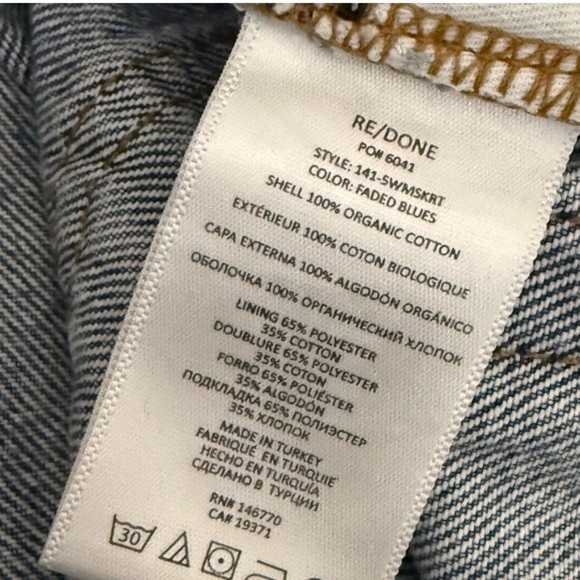 RE/DONE
PO# 6041
STYLE: 141-5WMSKRT
COLOR: FADED BLUES
SHELL 100% ORGANIC COTTON
EXTÉRIEUR 100% COTON BIOLOGIQUE
CAPA EXTERNA 100% ALGODÓN ORGÁNICO
ОБОЛОЧКА 100% ОРГАНИЧЕСКИЙ ХЛОПОК
LINING 65% POLYESTER
35% COTTON
DOUBLURE 65% POLYESTER
35% COTON
FORRO 65% POLIÉSTER
35% ALGODÓN
ПОДКЛАДКА 65% ПОЛИЭСТЕР
35% ХЛОПОК
MADE IN TURKEY
FABRIQUÉ EN TURQUIE
HECHO EN TURQUÍA
СДЕЛАНО В ТУРЦИИ
RN# 146770
CA# 19371
30